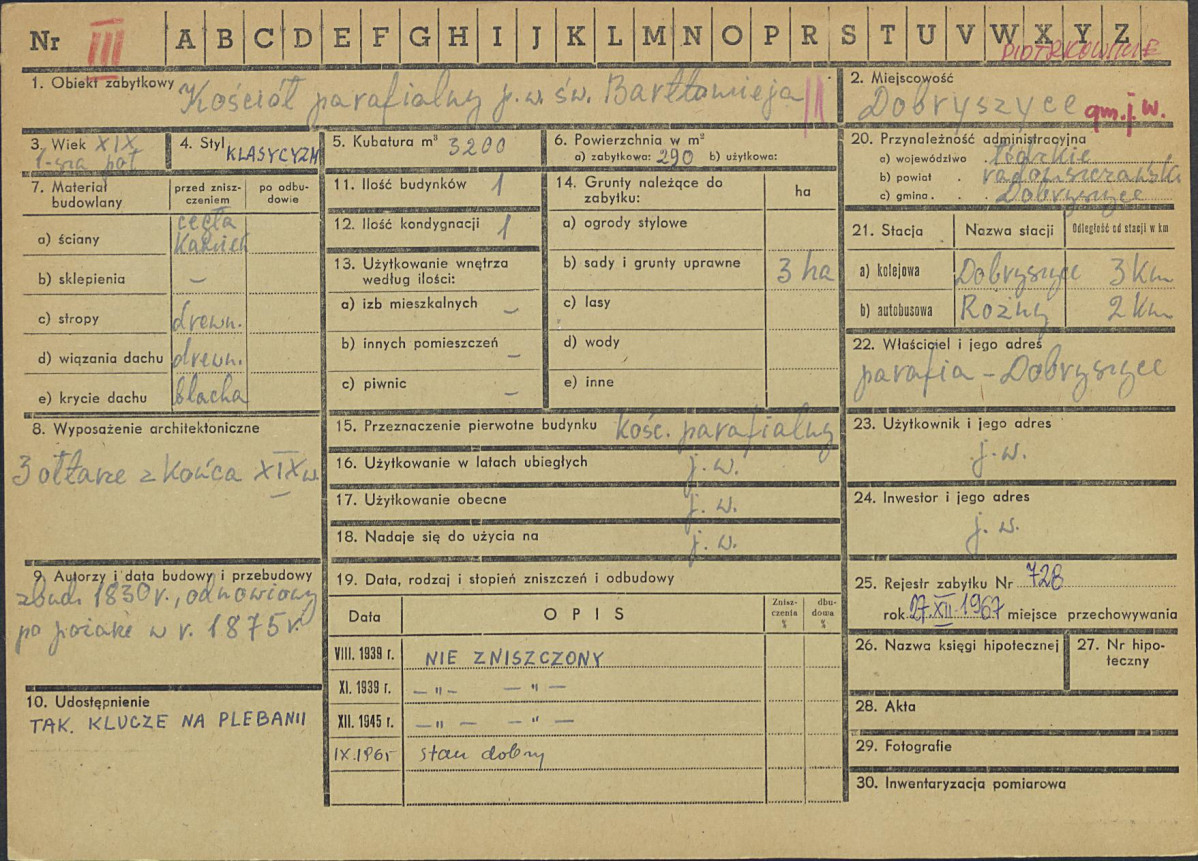 Nr III A B C D E F G H I J K L M N O P R S T U V W X Y Z
PIOTRKOWSKIE
1. Obiekt zabytkowy Kościół parafialny p.w. św. Bartłomieja II
2. Miejscowość
Dobryszyce gm. j. w.
3. Wiek XIX
1-sza poł
4. Styl KLASYCYZM
5. Kubatura m³ 3200
6. Powierzchnia w m²
a) zabytkowa: 290 b) użytkowa:
20. Przynależność administracyjna
a) województwo łódzkie
b) powiat radomszczański
c) gmina Dobryszyce
7. Materiał budowlany
przed zniszczeniem
po odbudowie
a) ściany cegła
kamień
b) sklepienia –
c) stropy drewn.
d) wiązania dachu drewn.
e) krycie dachu blacha
11. Ilość budynków 1
12. Ilość kondygnacji 1
13. Użytkowanie wnętrza
według ilości:
a) izb mieszkalnych –
b) innych pomieszczeń –
c) piwnic –
14. Grunty należące do
zabytku:
ha
a) ogrody stylowe
b) sady i grunty uprawne 3 ha
c) lasy
d) wody
e) inne
21. Stacja Nazwa stacji Odległość od stacji w km
a) kolejowa Dobryszyce 3 km
b) autobusowa Rożny 2 km
22. Właściciel i jego adres
parafia – Dobryszyce
8. Wyposażenie architektoniczne
3 ołtarze z końca XIX w.
15. Przeznaczenie pierwotne budynku kośc. parafialny
16. Użytkowanie w latach ubiegłych j. w.
17. Użytkowanie obecne j. w.
18. Nadaje się do użycia na j. w.
23. Użytkownik i jego adres
j. w.
24. Inwestor i jego adres
j. w.
9. Autorzy i data budowy i przebudowy
zbud. 1830 r., odnowiony
po pożarze w r. 1875 r.
10. Udostępnienie
TAK. KLUCZE NA PLEBANII
19. Data, rodzaj i stopień zniszczeń i odbudowy
Data OPIS Zniszczenia % dbudowa %
VIII. 1939 r. NIE ZNISZCZONY
XI. 1939 r. – „ – – „ –
XII. 1945 r. – „ – – „ –
IX. 1965 stan dobry
25. Rejestr zabytku Nr 728
rok 27.XII.1967 miejsce przechowywania
26. Nazwa księgi hipotecznej
27. Nr hipoteczny
28. Akta
29. Fotografie
30. Inwentaryzacja pomiarowa